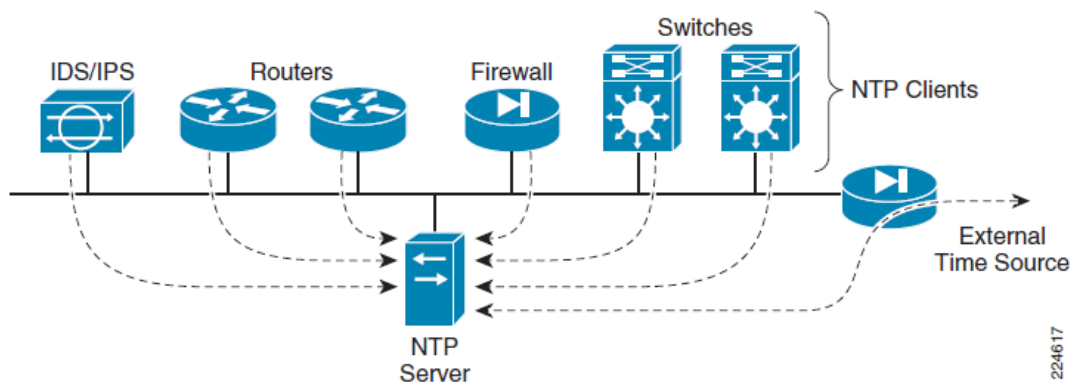 Switches
IDS/IPS
Routers
Firewall
NTP Clients
External
Time Source
NTP
Server
224617